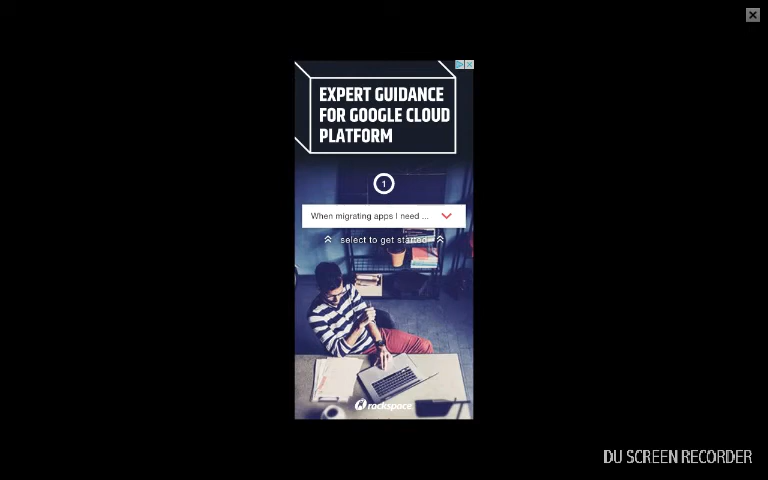 EXPERT GUIDANCE
FOR GOOGLE CLOUD
PLATFORM
1
When migrating apps I need ...
select to get started
rackspace
DU SCREEN RECORDER